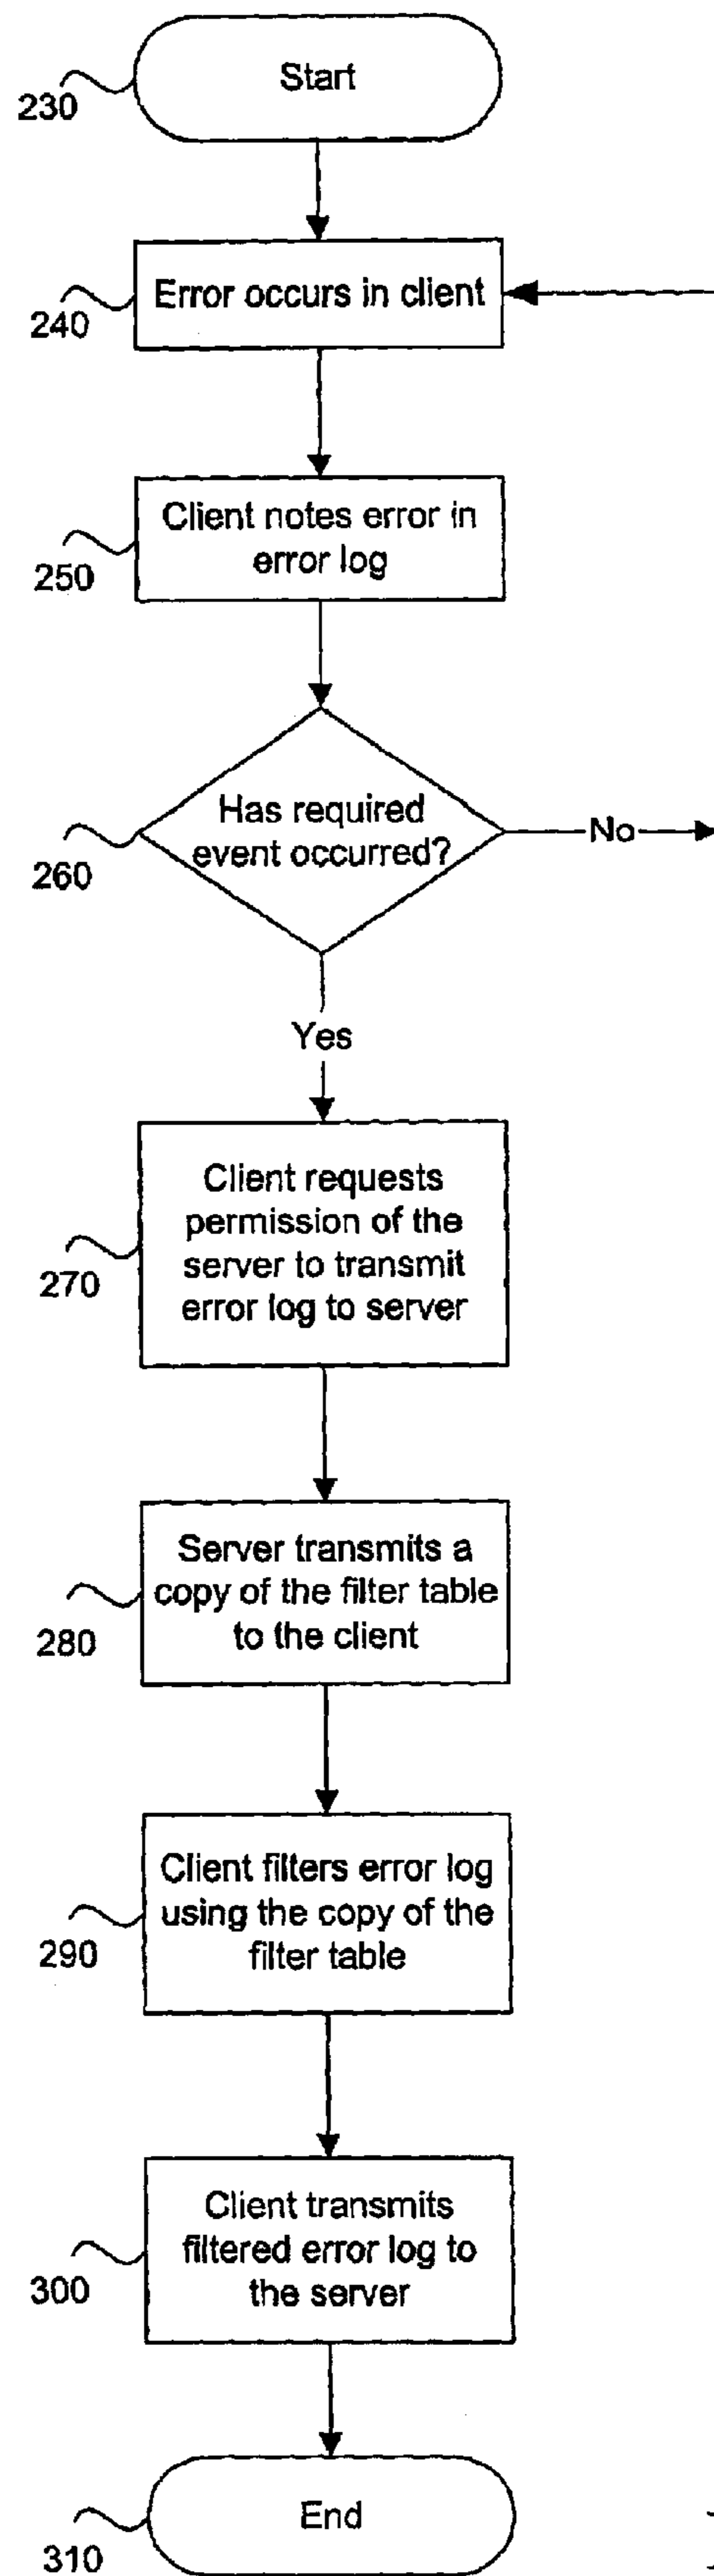 Start
230
Error occurs in client
240
Client notes error in
error log
250
Has required
event occurred?
260
No
Yes
Client requests
permission of the
server to transmit
error log to server
270
Server transmits a
copy of the filter table
to the client
280
Client filters error log
using the copy of the
filter table
290
Client transmits
filtered error log to
the server
300
End
310